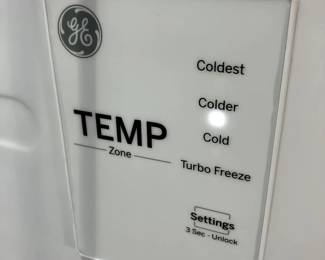 GE
Coldest
Colder
TEMP
Cold
Zone
Turbo Freeze
Settings
3 Sec - Unlock